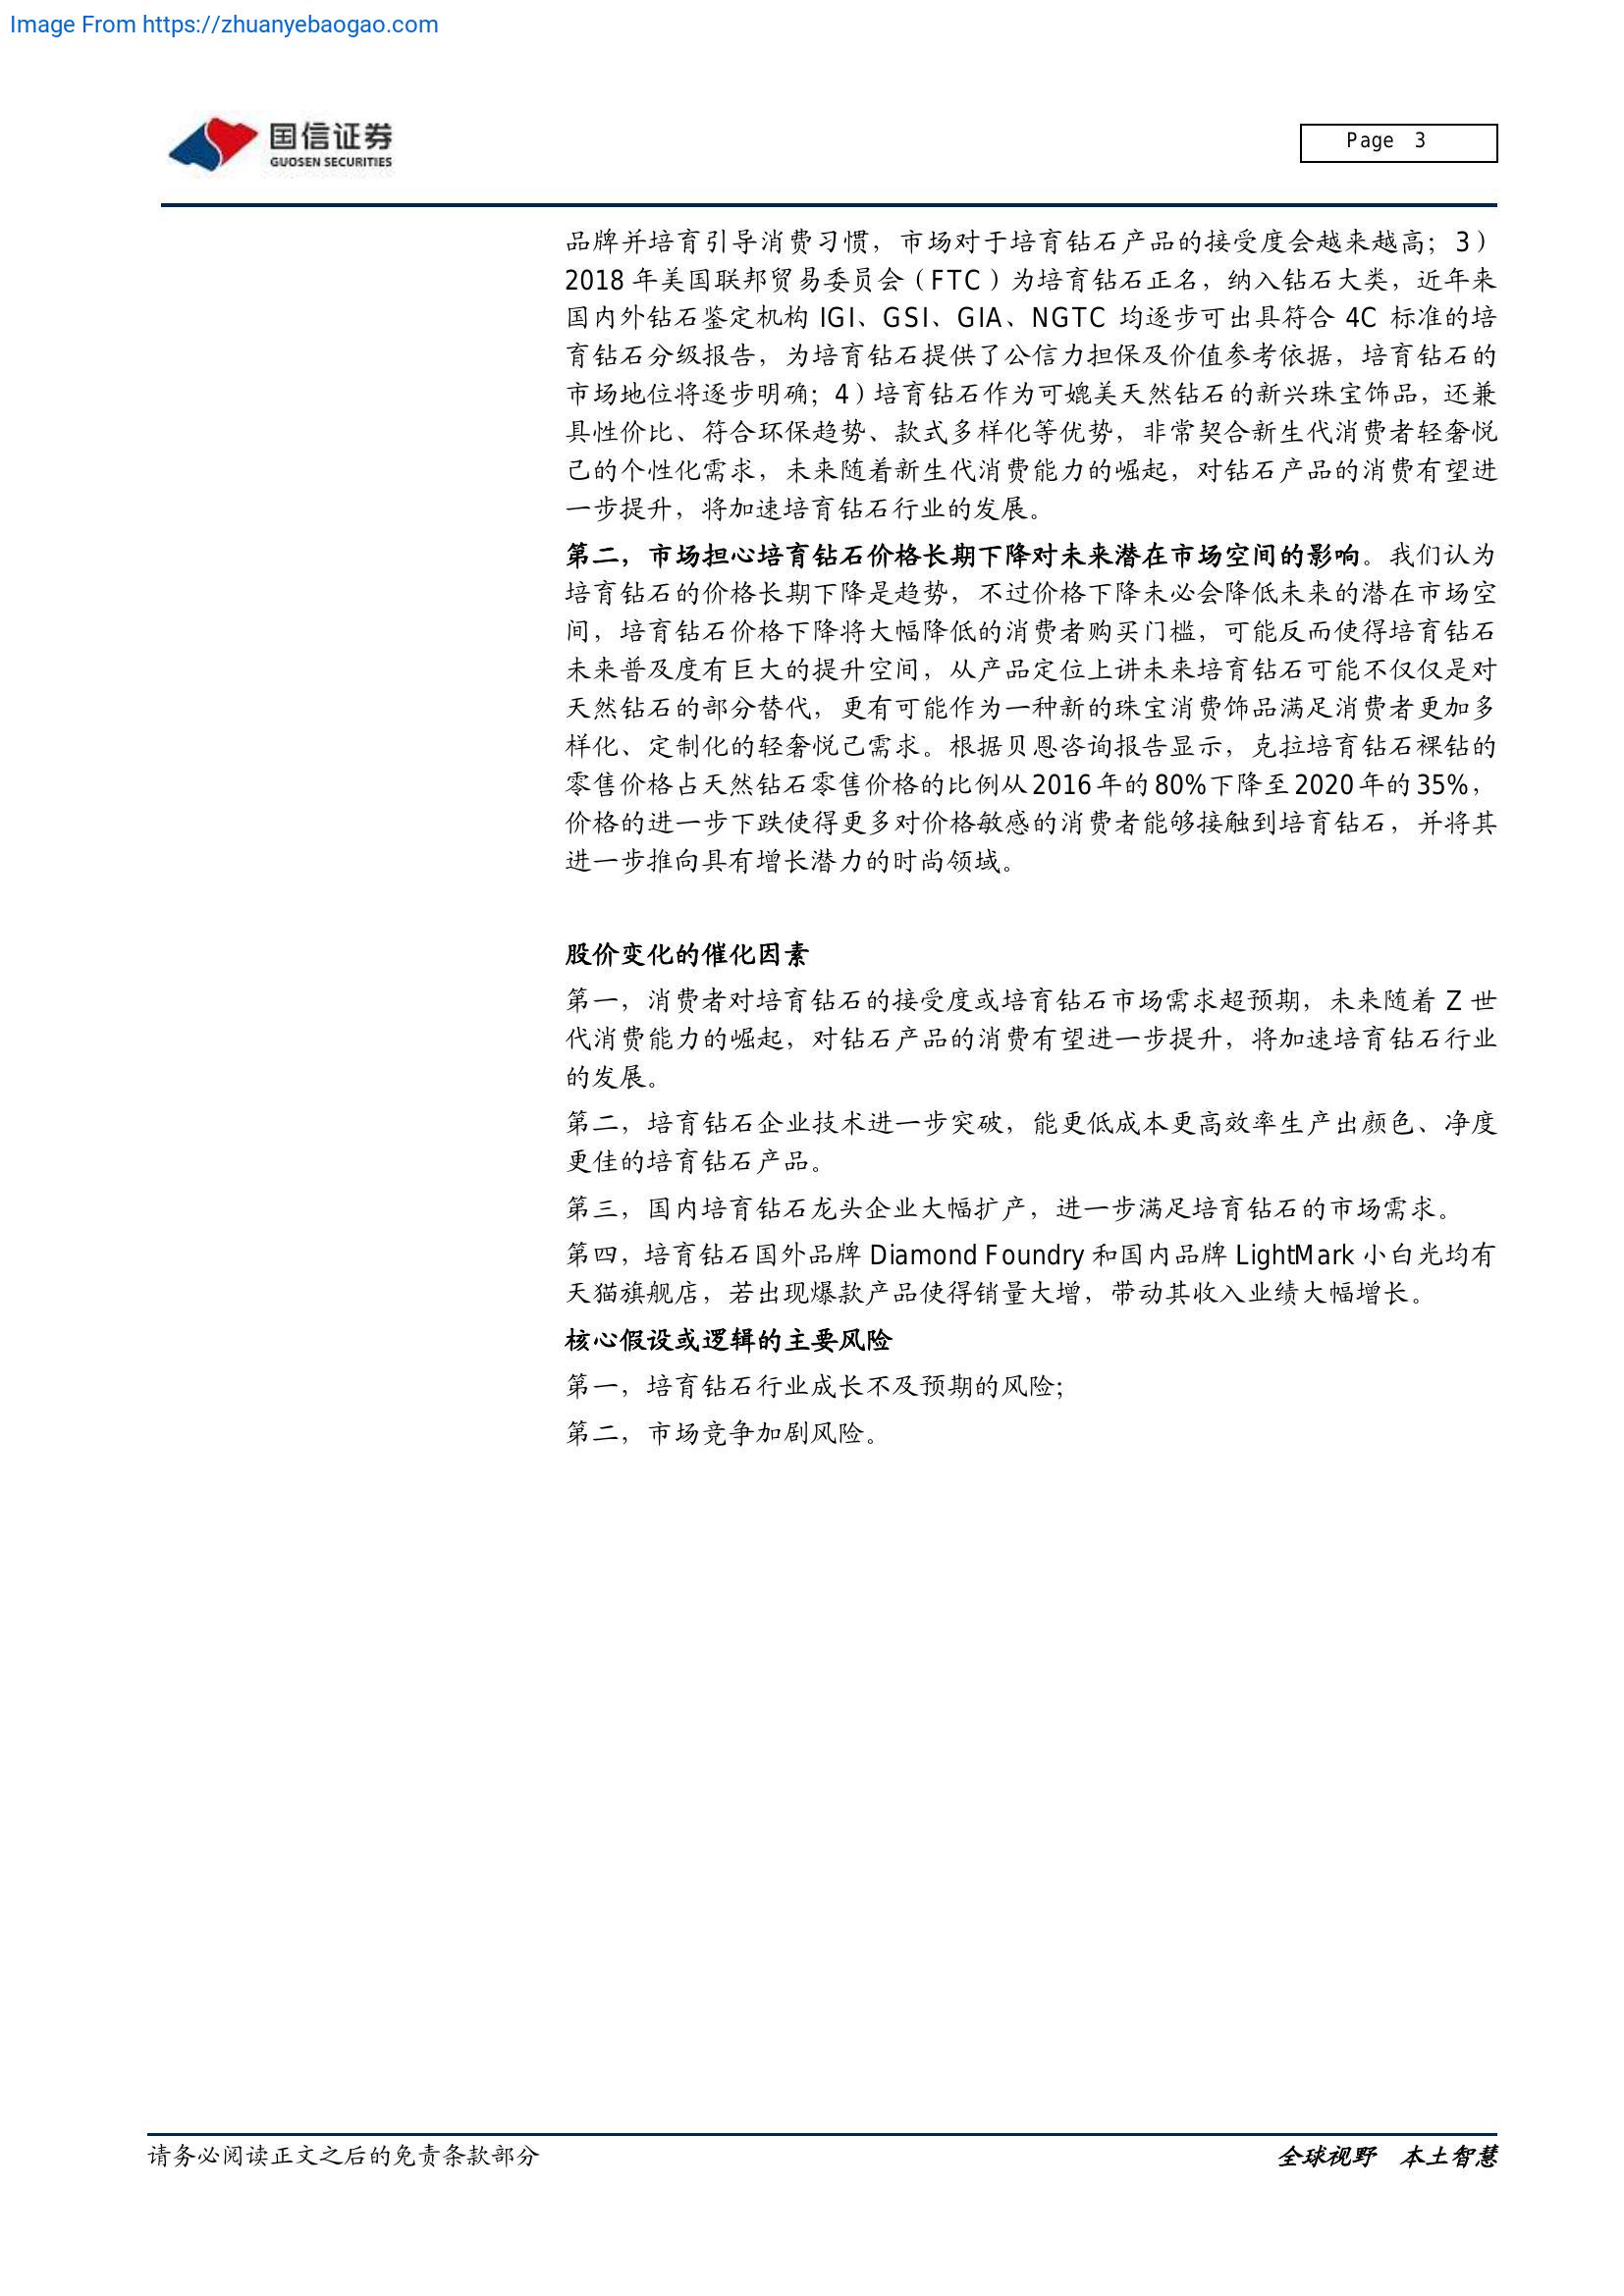 Image From https://zhuanyebaogao.com
国信证券
GUOSEN SECURITIES
Page 3
品牌并培育引导消费习惯，市场对于培育钻石产品的接受度会越来越高；3）
2018 年美国联邦贸易委员会（FTC）为培育钻石正名，纳入钻石大类，近年来
国内外钻石鉴定机构 IGI、GSI、GIA、NGTC 均逐步可出具符合 4C 标准的培
育钻石分级报告，为培育钻石提供了公信力担保及价值参考依据，培育钻石的
市场地位将逐步明确；4）培育钻石作为可媲美天然钻石的新兴珠宝饰品，还兼
具性价比、符合环保趋势、款式多样化等优势，非常契合新生代消费者轻奢悦
己的个性化需求，未来随着新生代消费能力的崛起，对钻石产品的消费有望进
一步提升，将加速培育钻石行业的发展。
第二，市场担心培育钻石价格长期下降对未来潜在市场空间的影响。我们认为
培育钻石的价格长期下降是趋势，不过价格下降未必会降低未来的潜在市场空
间，培育钻石价格下降将大幅降低的消费者购买门槛，可能反而使得培育钻石
未来普及度有巨大的提升空间，从产品定位上讲未来培育钻石可能不仅仅是对
天然钻石的部分替代，更有可能作为一种新的珠宝消费饰品满足消费者更加多
样化、定制化的轻奢悦己需求。根据贝恩咨询报告显示，克拉培育钻石裸钻的
零售价格占天然钻石零售价格的比例从 2016 年的 80%下降至 2020 年的 35%，
价格的进一步下跌使得更多对价格敏感的消费者能够接触到培育钻石，并将其
进一步推向具有增长潜力的时尚领域。
股价变化的催化因素
第一，消费者对培育钻石的接受度或培育钻石市场需求超预期，未来随着 Z 世
代消费能力的崛起，对钻石产品的消费有望进一步提升，将加速培育钻石行业
的发展。
第二，培育钻石企业技术进一步突破，能更低成本更高效率生产出颜色、净度
更佳的培育钻石产品。
第三，国内培育钻石龙头企业大幅扩产，进一步满足培育钻石的市场需求。
第四，培育钻石国外品牌 Diamond Foundry 和国内品牌 LightMark 小白光均有
天猫旗舰店，若出现爆款产品使得销量大增，带动其收入业绩大幅增长。
核心假设或逻辑的主要风险
第一，培育钻石行业成长不及预期的风险；
第二，市场竞争加剧风险。
请务必阅读正文之后的免责条款部分
全球视野 本土智慧